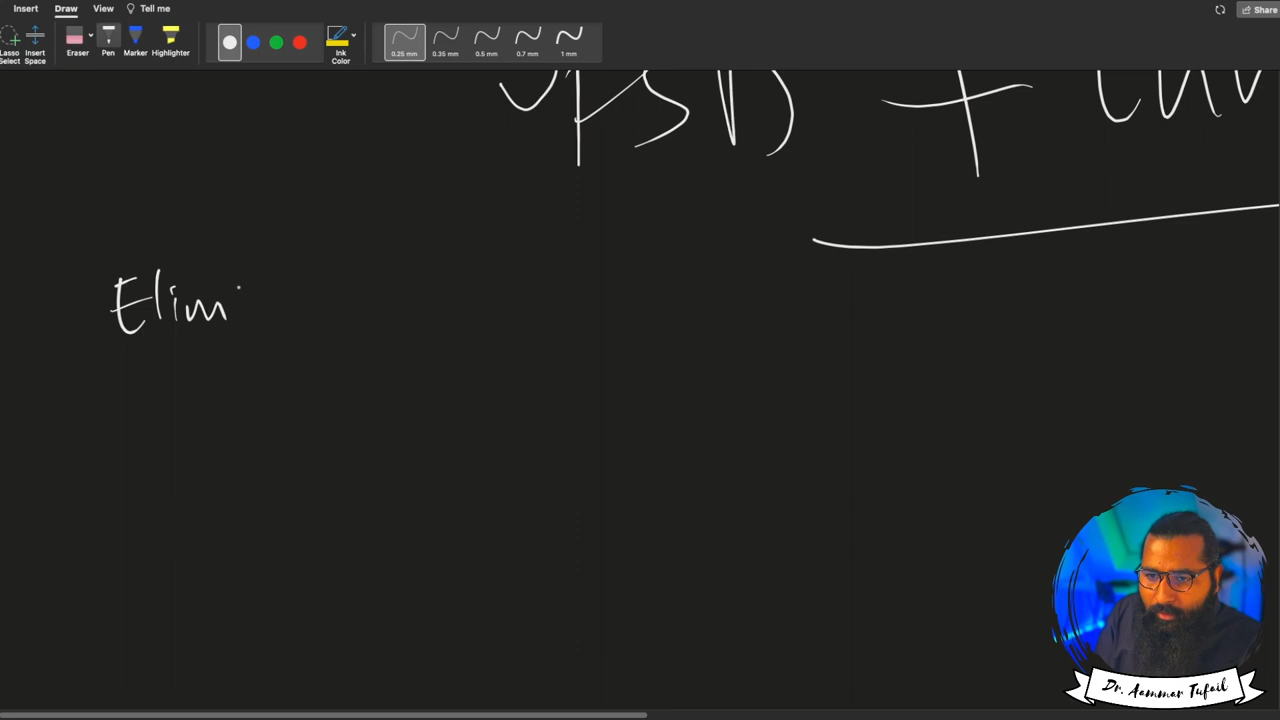 Insert Draw View Tell me
Share
Lasso Select
Insert Space
Eraser
Pen
Marker
Highlighter
Ink Color
0.25 mm
0.35 mm
0.5 mm
0.7 mm
1 mm
+
Elim
Dr. Aammar Tufail